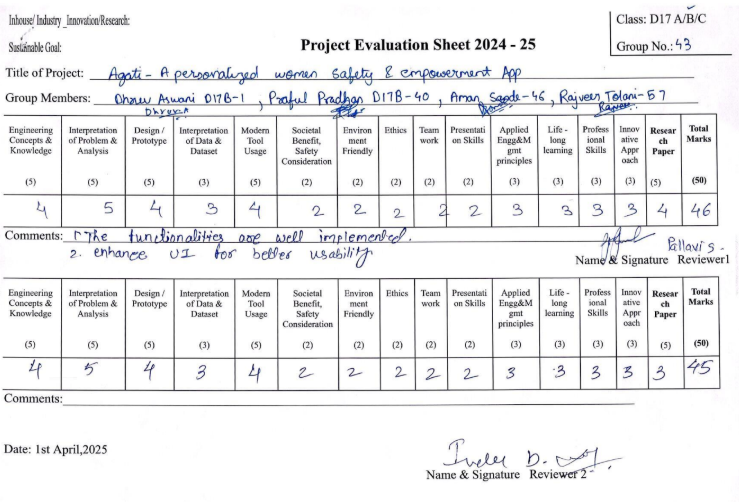 Inhouse/ Industry _Innovation/Research:
Class: D17 A/B/C
Sustainable Goal:
Project Evaluation Sheet 2024 - 25
Group No.: 43
Title of Project: Agati - A personalized women safety & empowerment App
Group Members: Dhruv Aswani D17B-1, Praful Pradhan D17B-40, Aman Saode-46, Rajveer Tolani-57
Engineering Concepts & Knowledge Interpretation of Problem & Analysis Design / Prototype Interpretation of Data & Dataset Modern Tool Usage Societal Benefit, Safety Consideration Environ ment Friendly Ethics Team work Presentati on Skills Applied Engg&M gmt principles Life - long learning Profess ional Skills Innov ative Appr oach Resear ch Paper Total Marks
(5) (5) (5) (3) (5) (2) (2) (2) (2) (2) (3) (3) (3) (3) (5) (50)
4 5 4 3 4 2 2 2 2 2 3 3 3 3 4 46
Comments: 1 The functionalities are well implemented.
2. enhance UI for better usability
Pallavi S.
Name & Signature Reviewer1
Engineering Concepts & Knowledge Interpretation of Problem & Analysis Design / Prototype Interpretation of Data & Dataset Modern Tool Usage Societal Benefit, Safety Consideration Environ ment Friendly Ethics Team work Presentati on Skills Applied Engg&M gmt principles Life - long learning Profess ional Skills Innov ative Appr oach Resear ch Paper Total Marks
(5) (5) (5) (3) (5) (2) (2) (2) (2) (2) (3) (3) (3) (3) (5) (50)
4 5 4 3 4 2 2 2 2 2 3 3 3 3 3 45
Comments:
Date: 1st April,2025
Name & Signature Reviewer 2